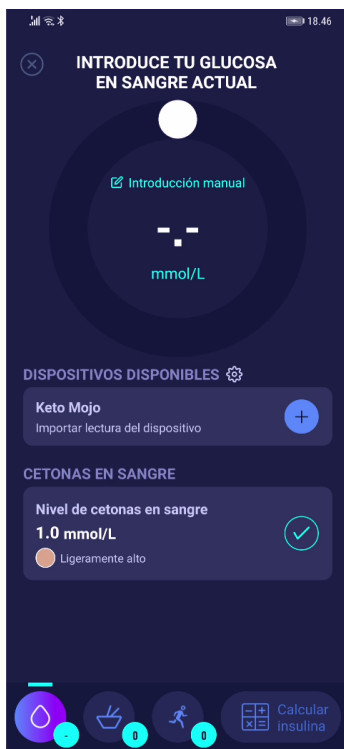 18.46
INTRODUCE TU GLUCOSA
EN SANGRE ACTUAL
Introducción manual
-.-
mmol/L
DISPOSITIVOS DISPONIBLES
Keto Mojo
Importar lectura del dispositivo
CETONAS EN SANGRE
Nivel de cetonas en sangre
1.0 mmol/L
Ligeramente alto
-
0
0
Calcular
insulina